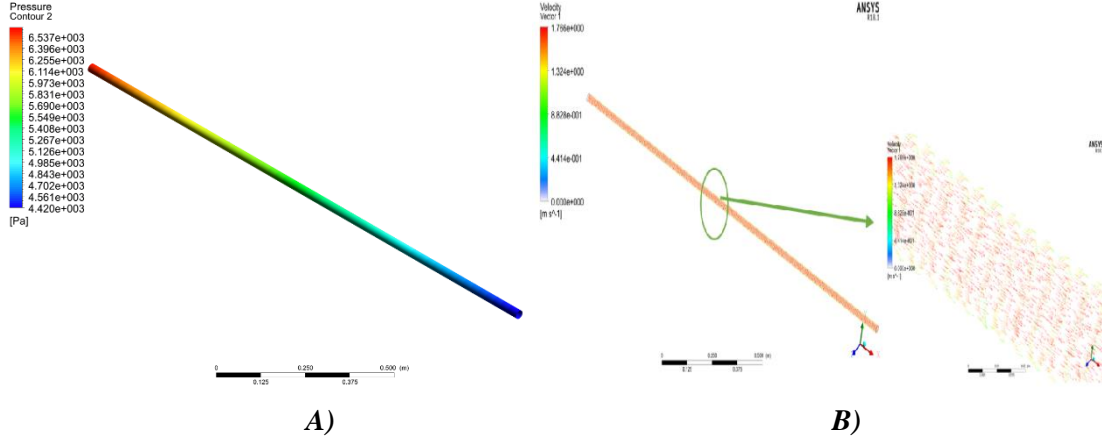 Pressure
Contour 2
6.537e+003
6.396e+003
6.255e+003
6.114e+003
5.973e+003
5.831e+003
5.690e+003
5.549e+003
5.408e+003
5.267e+003
5.126e+003
4.985e+003
4.843e+003
4.702e+003
4.561e+003
4.420e+003
[Pa]
0 0.250 0.500 (m)
0.125 0.375
A)
Velocity
Vector 1
1.324e+000
8.828e-001
4.414e-001
0.000e+000
[m s^-1]
ANSYS
0 0.250 0.500 (m)
0.125 0.375
Velocity
Vector 1
[m s^-1]
ANSYS
B)